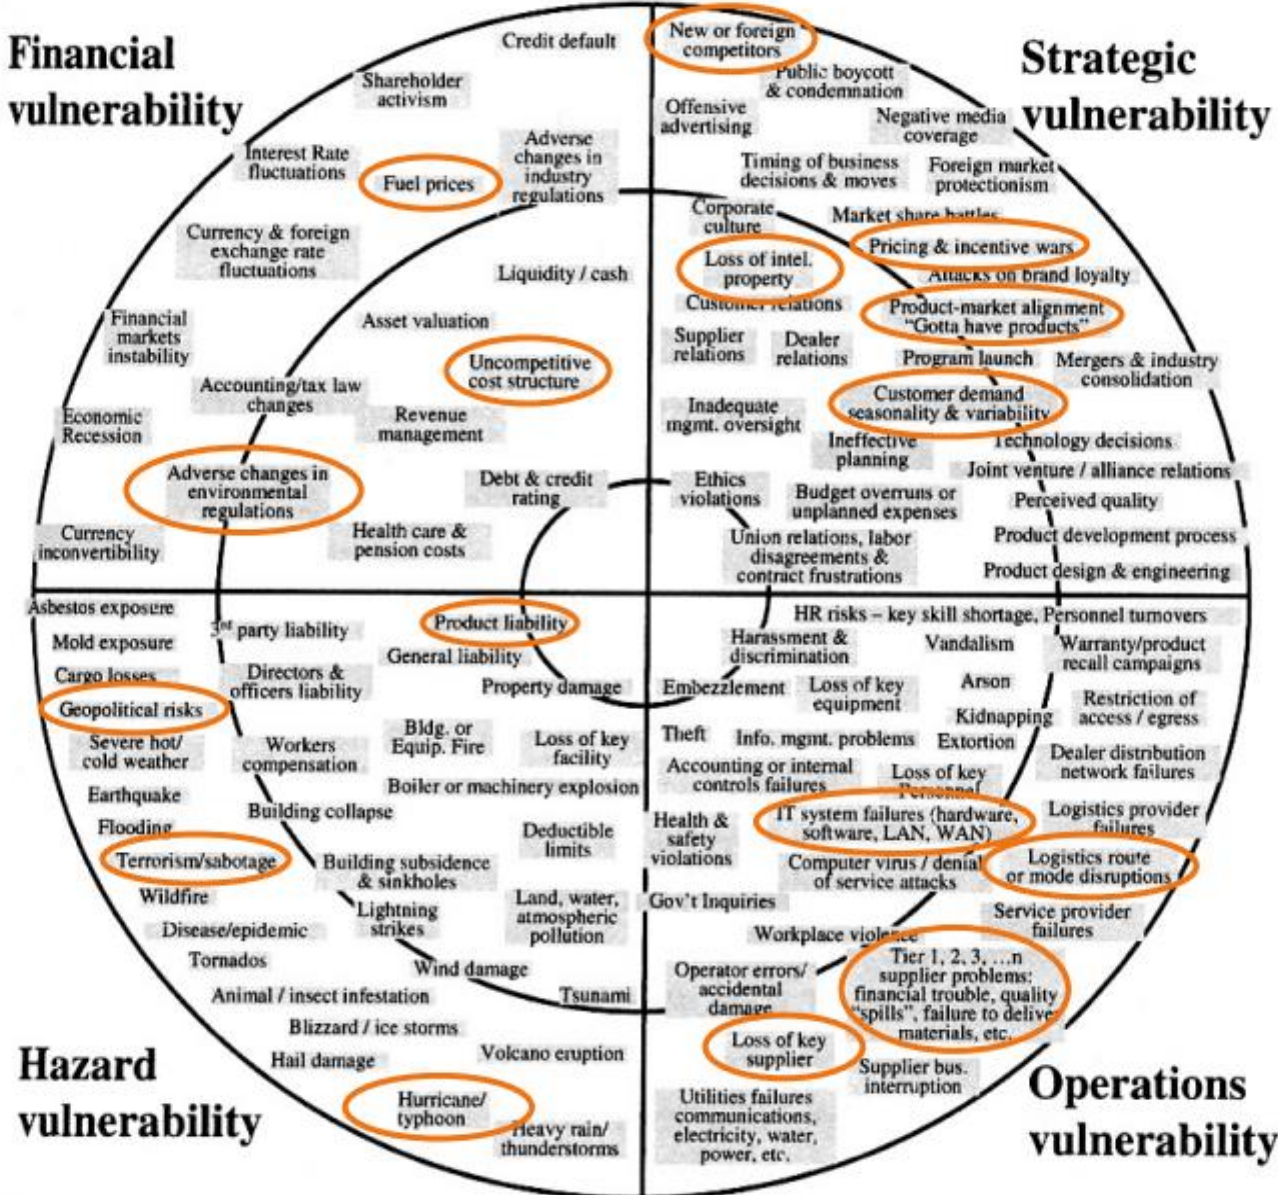 Financial
vulnerability
Credit default
Shareholder
activism
Interest Rate
fluctuations
Fuel prices
Adverse
changes in
industry
regulations
Currency & foreign
exchange rate
fluctuations
Liquidity / cash
Financial
markets
instability
Asset valuation
Uncompetitive
cost structure
Accounting/tax law
changes
Revenue
management
Economic
Recession
Adverse changes in
environmental
regulations
Debt & credit
rating
Currency
inconvertibility
Health care &
pension costs
Strategic
vulnerability
New or foreign
competitors
Public boycott
& condemnation
Offensive
advertising
Negative media
coverage
Timing of business
decisions & moves
Foreign market
protectionism
Corporate
culture
Market share battles
Pricing & incentive wars
Loss of intel.
property
Attacks on brand loyalty
Customer relations
Product-market alignment
"Gotta have products"
Supplier
relations
Dealer
relations
Program launch
Mergers & industry
consolidation
Customer demand
seasonality & variability
Inadequate
mgmt. oversight
Ineffective
planning
Technology decisions
Joint venture / alliance relations
Ethics
violations
Budget overruns or
unplanned expenses
Perceived quality
Union relations, labor
disagreements &
contract frustrations
Product development process
Product design & engineering
Asbestos exposure
3rd party liability
Product liability
Mold exposure
General liability
Cargo losses
Directors &
officers liability
Property damage
Geopolitical risks
Severe hot/
cold weather
Workers
compensation
Bldg. or
Equip. Fire
Loss of key
facility
Boiler or machinery explosion
Earthquake
Building collapse
Flooding
Deductible
limits
Terrorism/sabotage
Building subsidence
& sinkholes
Wildfire
Lightning
strikes
Land, water,
atmospheric
pollution
Disease/epidemic
Tornados
Wind damage
Animal / insect infestation
Tsunami
Blizzard / ice storms
Hail damage
Volcano eruption
Hurricane/
typhoon
Heavy rain/
thunderstorms
Hazard
vulnerability
HR risks – key skill shortage, Personnel turnovers
Harassment &
discrimination
Vandalism
Warranty/product
recall campaigns
Embezzlement
Loss of key
equipment
Arson
Restriction of
access / egress
Kidnapping
Theft
Info. mgmt. problems
Extortion
Dealer distribution
network failures
Accounting or internal
controls failures
Loss of key
Personnel
Health &
safety
violations
IT system failures (hardware,
software, LAN, WAN)
Logistics provider
failures
Computer virus / denial
of service attacks
Logistics route
or mode disruptions
Gov't Inquiries
Service provider
failures
Workplace violence
Operator errors/
accidental
damage
Tier 1, 2, 3, …n
supplier problems:
financial trouble, quality
"spills", failure to deliver
materials, etc.
Loss of key
supplier
Supplier bus.
interruption
Utilities failures
communications,
electricity, water,
power, etc.
Operations
vulnerability